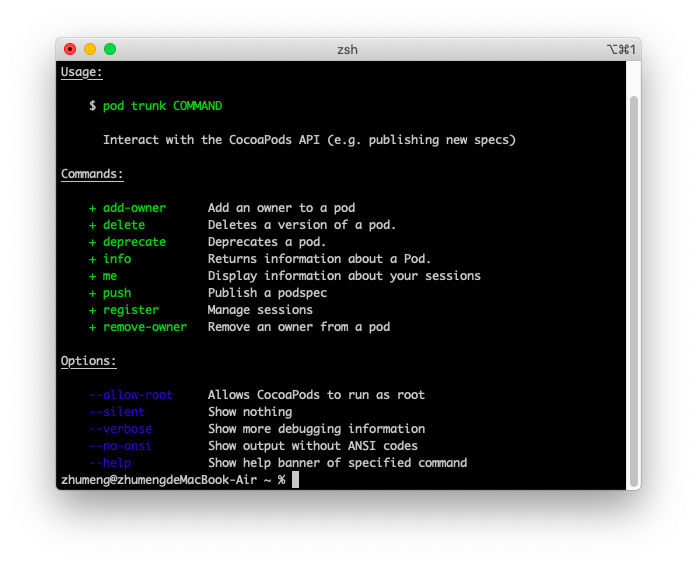 zsh
⌥⌘1
Usage:
$ pod trunk COMMAND
Interact with the CocoaPods API (e.g. publishing new specs)
Commands:
+ add-owner Add an owner to a pod
+ delete Deletes a version of a pod.
+ deprecate Deprecates a pod.
+ info Returns information about a Pod.
+ me Display information about your sessions
+ push Publish a podspec
+ register Manage sessions
+ remove-owner Remove an owner from a pod
Options:
--allow-root Allows CocoaPods to run as root
--silent Show nothing
--verbose Show more debugging information
--no-ansi Show output without ANSI codes
--help Show help banner of specified command
zhumeng@zhumengdeMacBook-Air ~ %